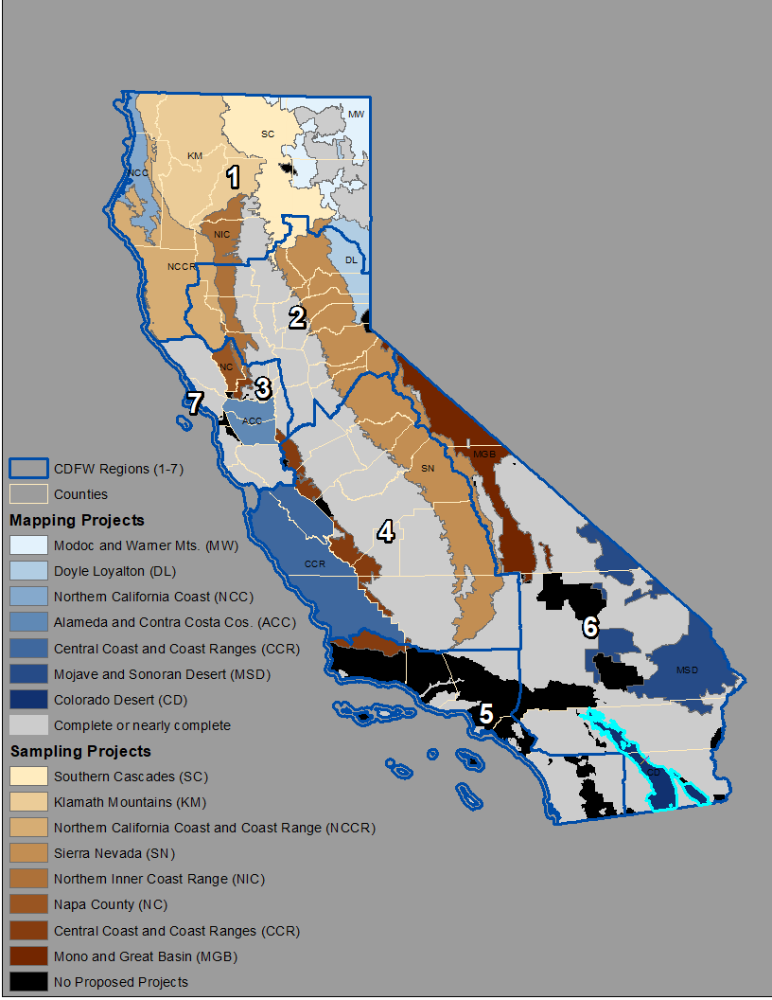 MW
SC
KM
NCC
1
NIC
DL
NCCR
2
NC
3
7
ACC
MGB
SN
4
CCR
6
MSD
5
CD
CDFW Regions (1-7)
Counties
Mapping Projects
Modoc and Warner Mts. (MW)
Doyle Loyalton (DL)
Northern California Coast (NCC)
Alameda and Contra Costa Cos. (ACC)
Central Coast and Coast Ranges (CCR)
Mojave and Sonoran Desert (MSD)
Colorado Desert (CD)
Complete or nearly complete
Sampling Projects
Southern Cascades (SC)
Klamath Mountains (KM)
Northern California Coast and Coast Range (NCCR)
Sierra Nevada (SN)
Northern Inner Coast Range (NIC)
Napa County (NC)
Central Coast and Coast Ranges (CCR)
Mono and Great Basin (MGB)
No Proposed Projects